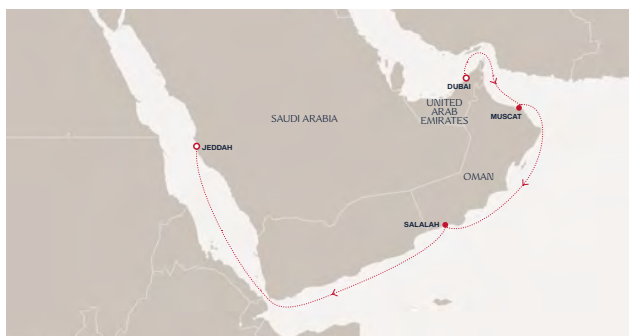 DUBAI
UNITED
ARAB
EMIRATES
MUSCAT
SAUDI ARABIA
JEDDAH
OMAN
SALALAH